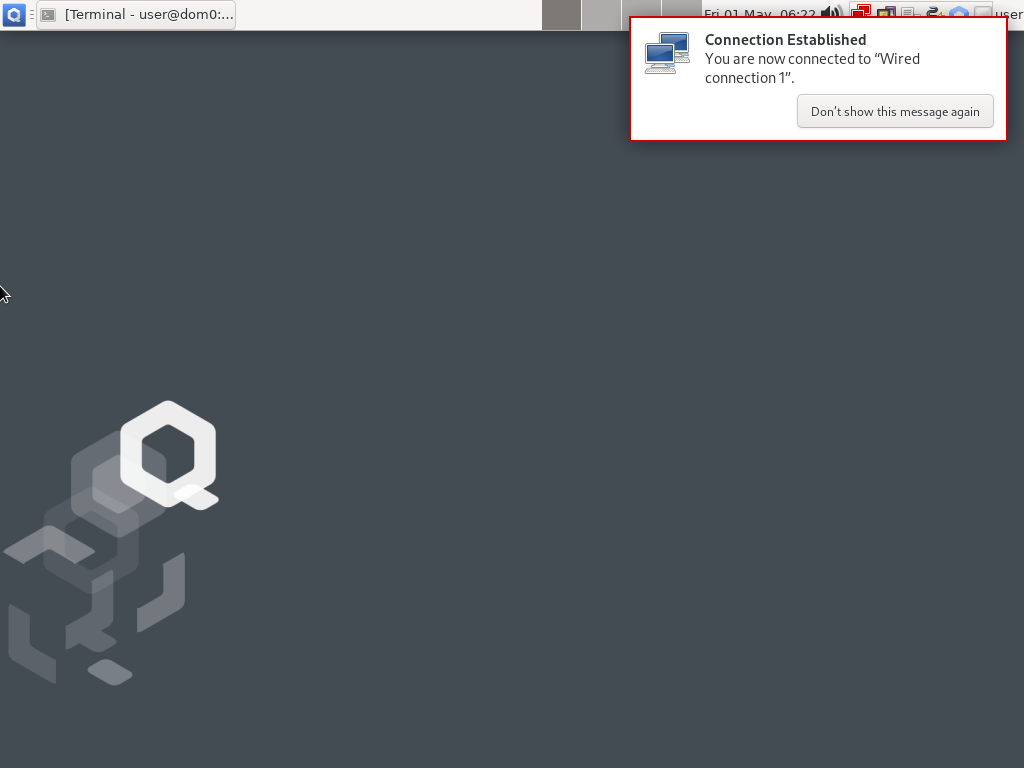 [Terminal - user@dom0:...
Fri 01 May, 06:22
user
Connection Established
You are now connected to “Wired
connection 1”.
Don’t show this message again